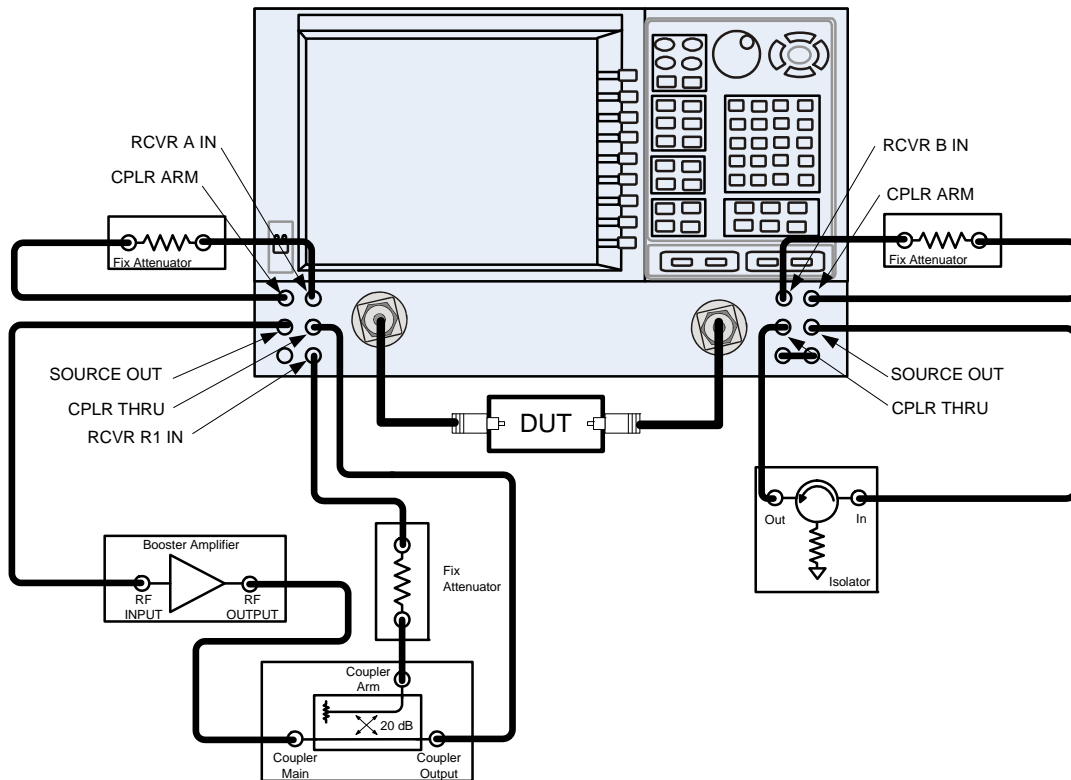 RCVR A IN
CPLR ARM
RCVR B IN
CPLR ARM
Fix Attenuator
Fix Attenuator
SOURCE OUT
CPLR THRU
RCVR R1 IN
SOURCE OUT
CPLR THRU
DUT
Out
In
Isolator
Booster Amplifier
RF
INPUT
RF
OUTPUT
Fix
Attenuator
Coupler
Arm
20 dB
Coupler
Main
Coupler
Output